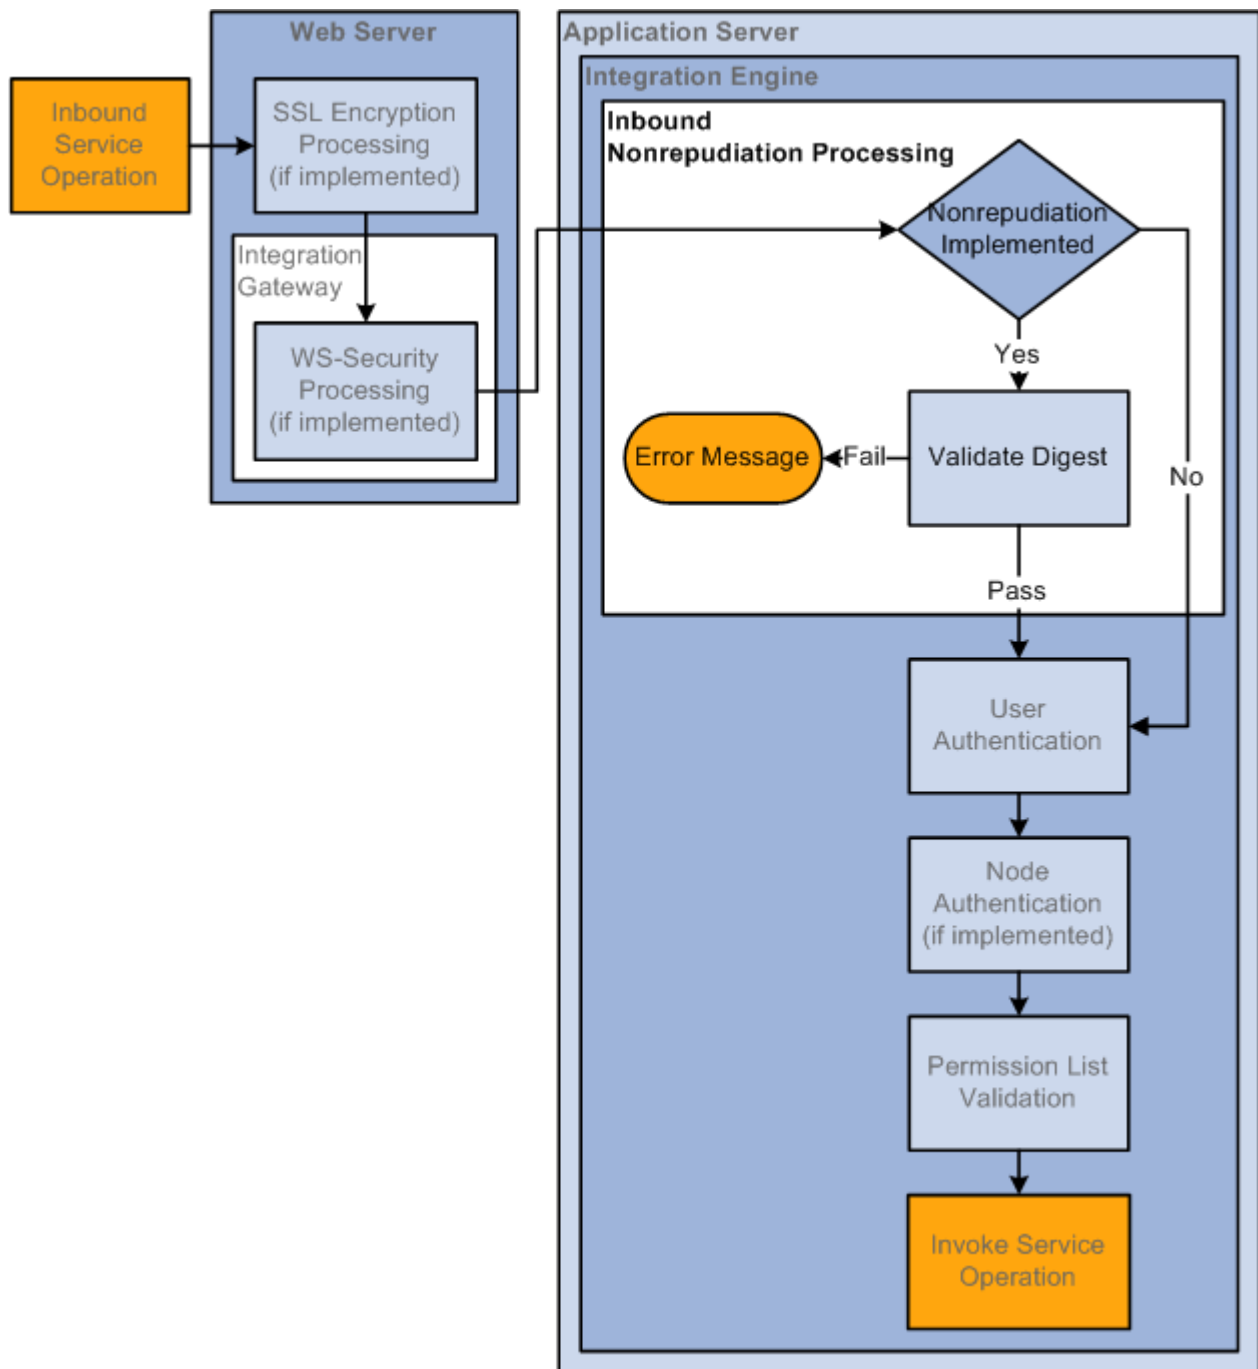 Web Server
Application Server
Integration Engine
Inbound
Service
Operation
SSL Encryption
Processing
(if implemented)
Integration
Gateway
WS-Security
Processing
(if implemented)
Inbound
Nonrepudiation Processing
Nonrepudiation
Implemented
Yes
No
Validate Digest
Fail
Error Message
Pass
User
Authentication
Node
Authentication
(if implemented)
Permission List
Validation
Invoke Service
Operation